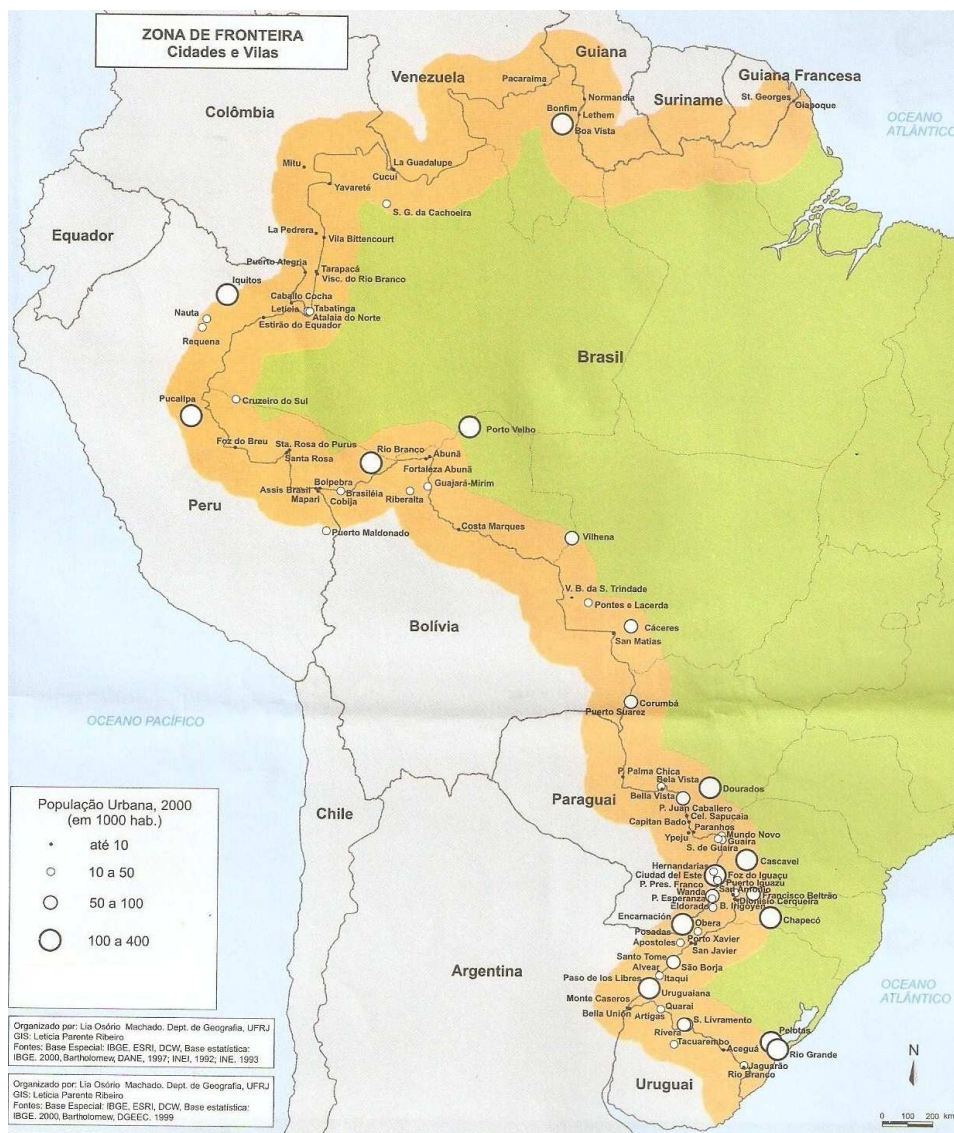 ZONA DE FRONTEIRA
Cidades e Vilas
Guiana
Venezuela
Pacaraima
Guiana Francesa
Suriname
St. Georges
Oiapoque
Normandia
Bonfim
Lethem
Boa Vista
Colômbia
OCEANO
ATLÂNTICO
Mitu
La Guadalupe
Cucuí
Yavareté
S. G. da Cachoeira
Equador
La Pedrera
Vila Bittencourt
Puerto Alegria
Tarapacá
Visc. do Rio Branco
Iquitos
Caballo Cocha
Leticia
Tabatinga
Atalaia do Norte
Nauta
Estirão do Equador
Requena
Brasil
Pucallpa
Cruzeiro do Sul
Porto Velho
Foz do Breu
Sta. Rosa do Purus
Santa Rosa
Rio Branco
Abunã
Fortaleza Abunã
Bolpebra
Guajará-Mirim
Assis Brasil
Brasiléia
Riberalta
Mapari
Cobija
Peru
Costa Marques
Puerto Maldonado
Vilhena
V. B. da S. Trindade
Pontes e Lacerda
Bolívia
Cáceres
San Matias
OCEANO PACÍFICO
Corumbá
Puerto Suarez
P. Palma Chica
Bela Vista
Dourados
Paraguai
Bella Vista
P. Juan Caballero
Cel. Sapuçaia
Capitan Bado
Paranhos
Ypeju
Mundo Novo
Guaira
S. de Guaira
Chile
Cascavel
Hernandarias
Ciudad del Este
Foz do Iguaçu
P. Pres. Franco
Puerto Iguazu
Wanda
San Antonio
Francisco Beltrão
P. Esperanza
Dionisio Cerqueira
Eldorado
B. Irigoyen
Chapecó
Encarnación
Obera
Posadas
Porto Xavier
Apostoles
San Javier
Argentina
Santo Tome
São Borja
Alvear
Itaqui
Paso de los Libres
Uruguaiana
Monte Caseros
Quarai
Bella Unión
Artigas
S. Livramento
Rivera
Tacuarembo
Aceguá
Pelotas
Rio Grande
Jaguarão
Rio Branco
Uruguai
OCEANO
ATLÂNTICO
N
0 100 200 km
População Urbana, 2000
(em 1000 hab.)
até 10
10 a 50
50 a 100
100 a 400
Organizado por: Lia Osório Machado. Dept. de Geografia, UFRJ
GIS: Letícia Parente Ribeiro
Fontes: Base Especial: IBGE, ESRI, DCW, Base estatística:
IBGE. 2000, Bartholomew, DANE, 1997; INEI, 1992; INE. 1993
Organizado por: Lia Osório Machado. Dept. de Geografia, UFRJ
GIS: Letícia Parente Ribeiro
Fontes: Base Especial: IBGE, ESRI, DCW, Base estatística:
IBGE. 2000, Bartholomew, DGEEC. 1999